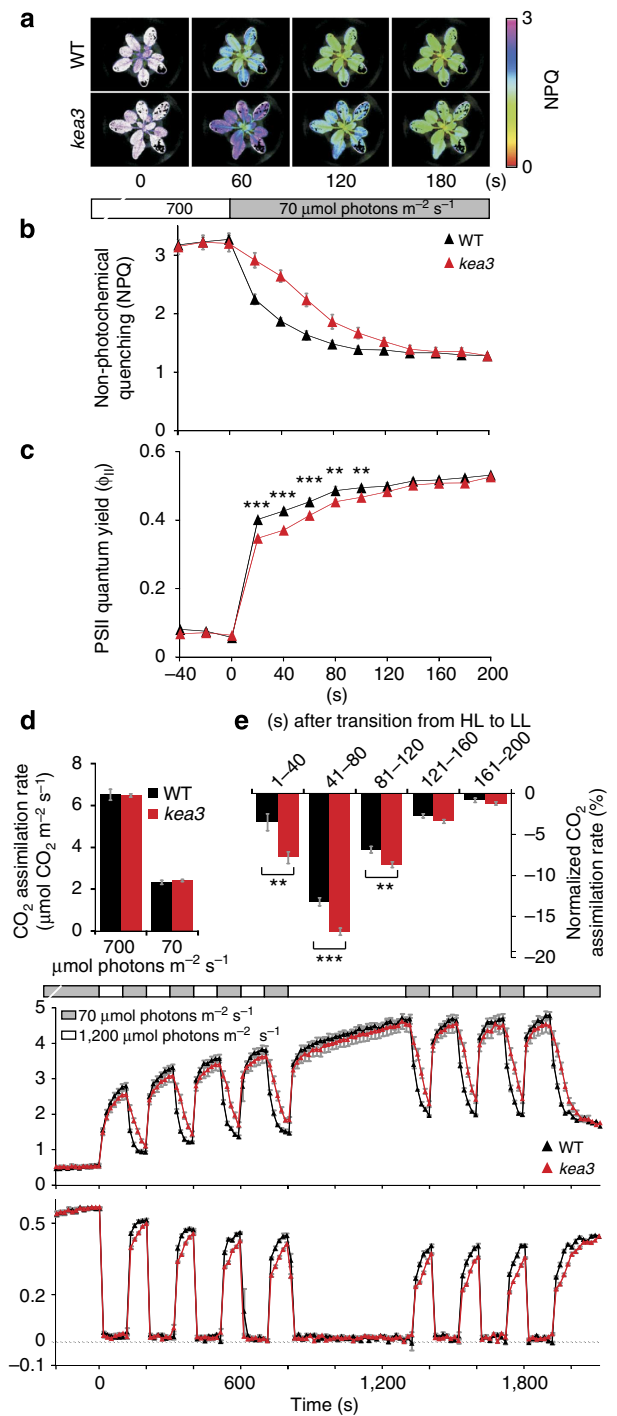 a
WT
kea3
3
NPQ
0
0 60 120 180 (s)
700 70 μmol photons m⁻² s⁻¹
b
Non-photochemical
quenching (NPQ)
3
2
1
0
WT
kea3
c
PSII quantum yield (ϕII)
0.6
0.4
0.2
0
*** *** *** ** **
−40 0 40 80 120 160 200
(s)
d
CO₂ assimilation rate
(μmol CO₂ m⁻² s⁻¹)
8
6
4
2
0
WT
kea3
700 70
μmol photons m⁻² s⁻¹
e
(s) after transition from HL to LL
1–40 41–80 81–120 121–160 161–200
0
−5
−10
−15
−20
Normalized CO₂
assimilation rate (%)
** *** **
70 μmol photons m⁻² s⁻¹
1,200 μmol photons m⁻² s⁻¹
5
4
3
2
1
0
WT
kea3
0.5
0.2
0
−0.1
0 600 1,200 1,800
Time (s)